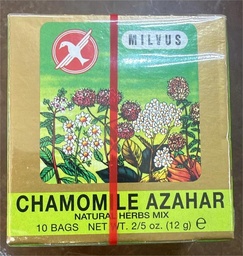 MILVUS
CHAMOMILE AZAHAR
NATURAL HERBS MIX
10 BAGS NET WT. 2/5 oz. (12 g) ℮